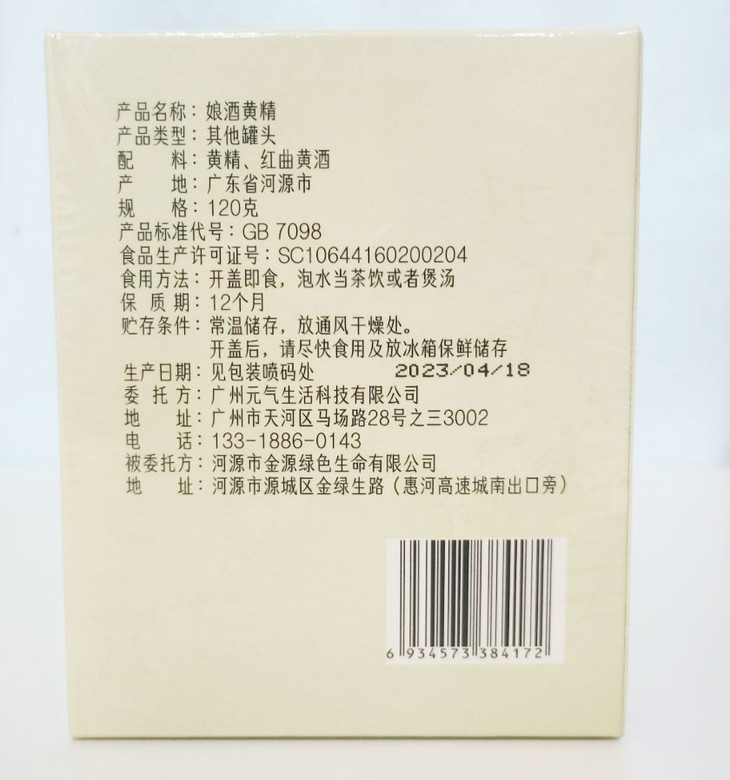 产品名称：娘酒黄精
产品类型：其他罐头
配　　料：黄精、红曲黄酒
产　　地：广东省河源市
规　　格：120克
产品标准代号：GB 7098
食品生产许可证号：SC10644160200204
食用方法：开盖即食，泡水当茶饮或者煲汤
保 质 期：12个月
贮存条件：常温储存，放通风干燥处。
开盖后，请尽快食用及放冰箱保鲜储存
生产日期：见包装喷码处 2023/04/18
委 托 方：广州元气生活科技有限公司
地　　址：广州市天河区马场路28号之三3002
电　　话：133-1886-0143
被委托方：河源市金源绿色生命有限公司
地　　址：河源市源城区金绿生路（惠河高速城南出口旁）
6 934573 384172